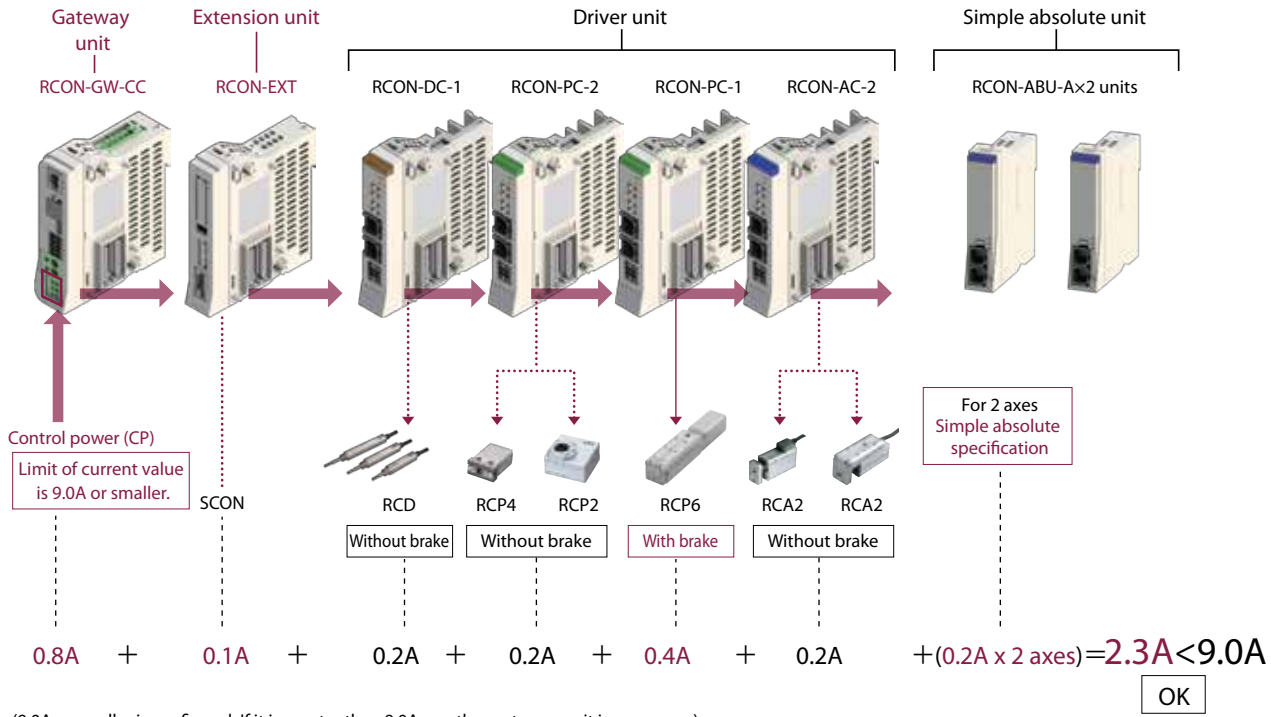 Gateway
unit
Extension unit
Driver unit
Simple absolute unit
RCON-GW-CC
RCON-EXT
RCON-DC-1
RCON-PC-2
RCON-PC-1
RCON-AC-2
RCON-ABU-A×2 units
Control power (CP)
Limit of current value
is 9.0A or smaller.
SCON
RCD
RCP4
RCP2
RCP6
RCA2
RCA2
For 2 axes
Simple absolute
specification
Without brake
Without brake
With brake
Without brake
0.8A + 0.1A + 0.2A + 0.2A + 0.4A + 0.2A +(0.2A x 2 axes)=2.3A<9.0A
OK